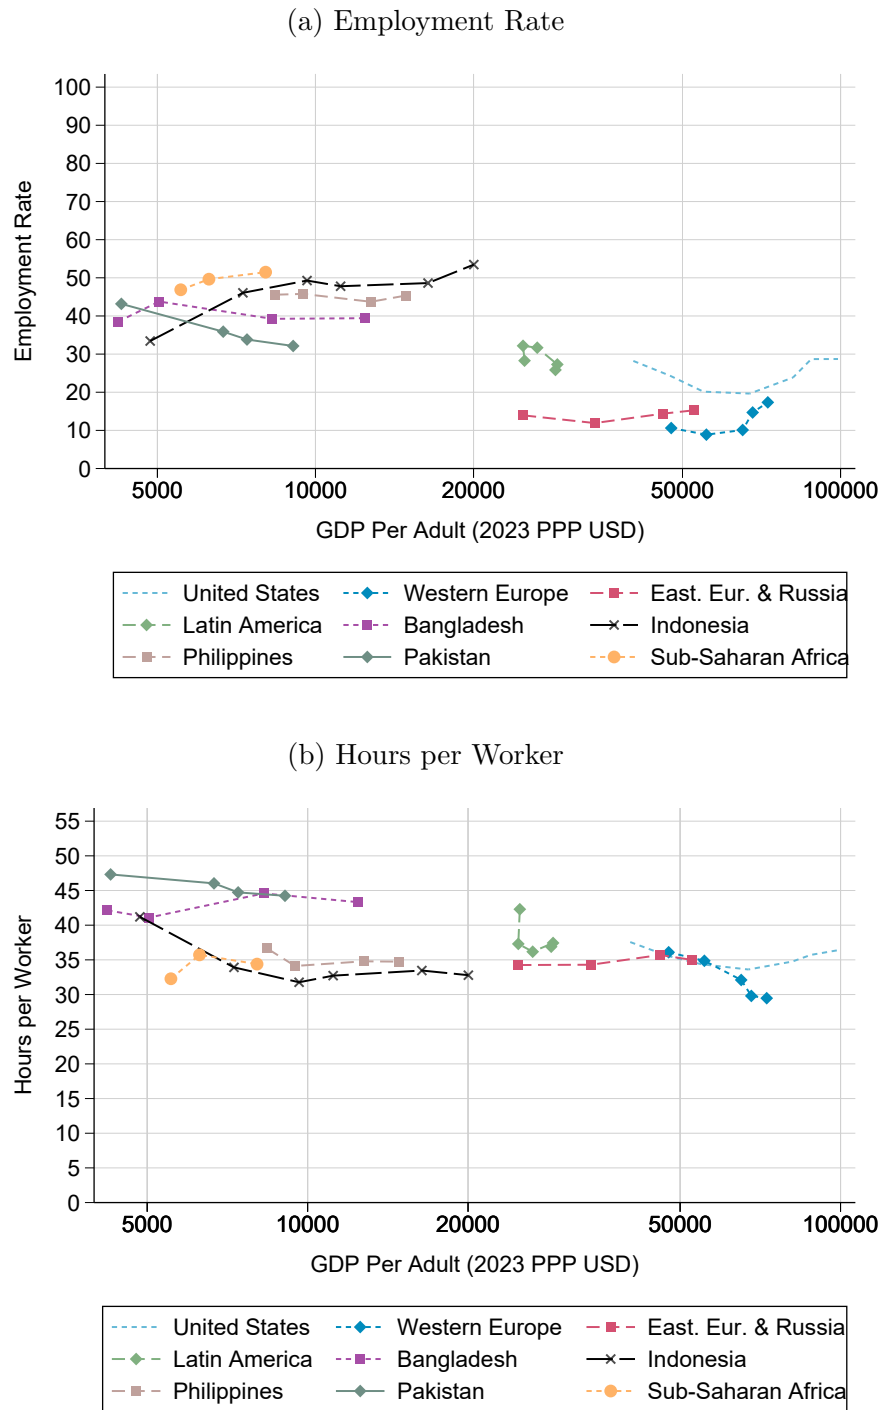 (a) Employment Rate
100
90
80
70
60
50
40
30
20
10
0
Employment Rate
5000 10000 20000 50000 100000
GDP Per Adult (2023 PPP USD)
United States Western Europe East. Eur. & Russia
Latin America Bangladesh Indonesia
Philippines Pakistan Sub-Saharan Africa
(b) Hours per Worker
55
50
45
40
35
30
25
20
15
10
5
0
Hours per Worker
5000 10000 20000 50000 100000
GDP Per Adult (2023 PPP USD)
United States Western Europe East. Eur. & Russia
Latin America Bangladesh Indonesia
Philippines Pakistan Sub-Saharan Africa